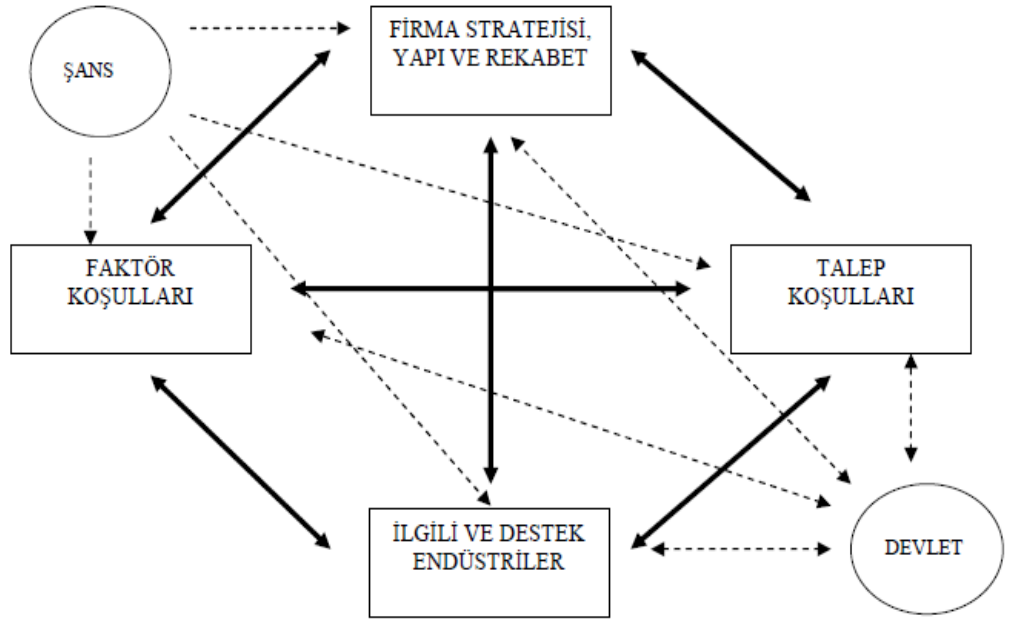 ŞANS
FİRMA STRATEJİSİ,
YAPI VE REKABET
FAKTÖR
KOŞULLARI
TALEP
KOŞULLARI
İLGİLİ VE DESTEK
ENDÜSTRİLER
DEVLET